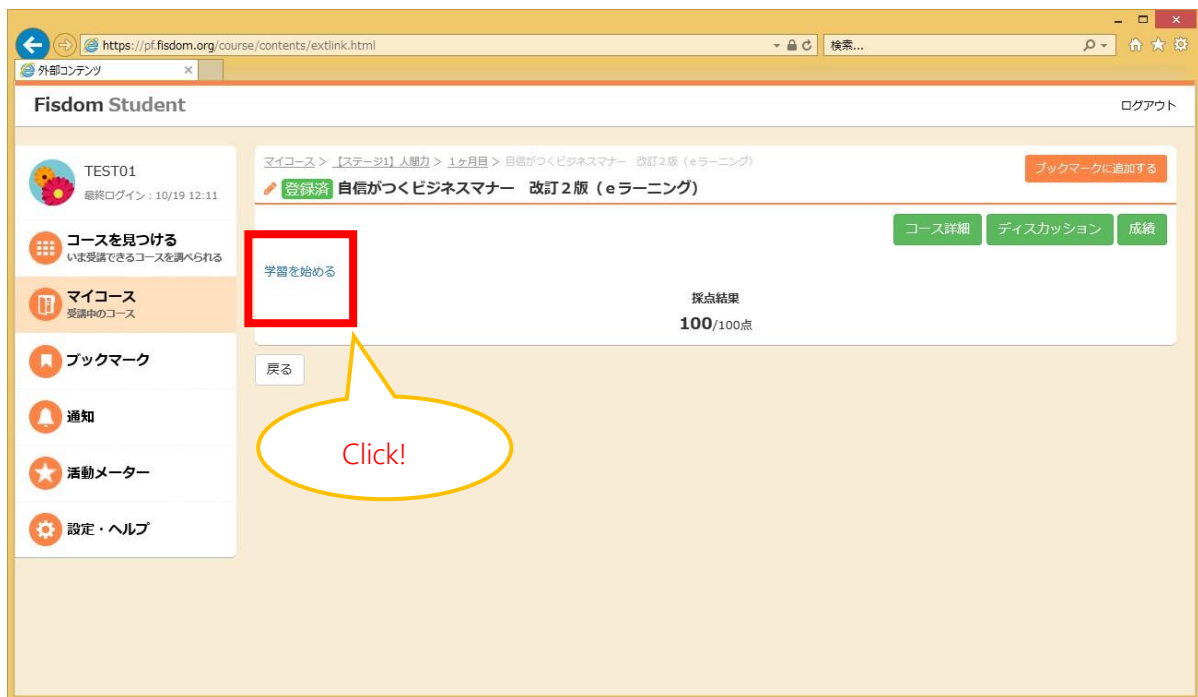 https://pf.fisdom.org/course/contents/extlink.html
検索...
外部コンテンツ
Fisdom Student
ログアウト
TEST01
最終ログイン : 10/19 12:11
コースを見つける
いま受講できるコースを調べられる
マイコース
受講中のコース
ブックマーク
通知
活動メーター
設定・ヘルプ
マイコース > 【ステージ1】人間力 > 1ヶ月目 > 自信がつくビジネスマナー 改訂2版（eラーニング）
ブックマークに追加する
登録済 自信がつくビジネスマナー 改訂2版（eラーニング）
コース詳細 ディスカッション 成績
学習を始める
採点結果
100/100点
戻る
Click!